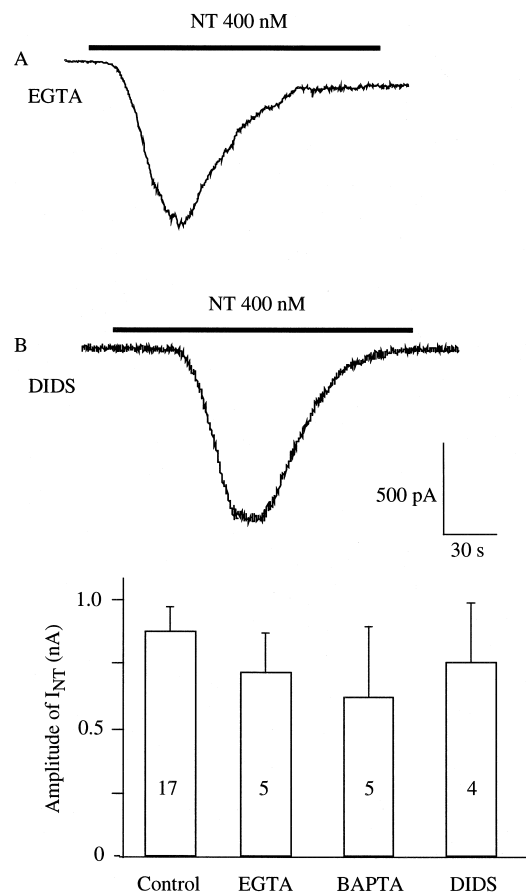 NT 400 nM
A
EGTA
NT 400 nM
B
DIDS
500 pA
30 s
Amplitude of I_NT (nA)
1.0
0.5
0
17
5
5
4
Control
EGTA
BAPTA
DIDS